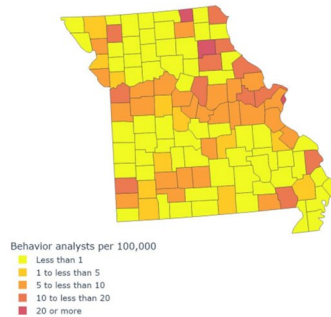 Behavior analysts per 100,000
Less than 1
1 to less than 5
5 to less than 10
10 to less than 20
20 or more